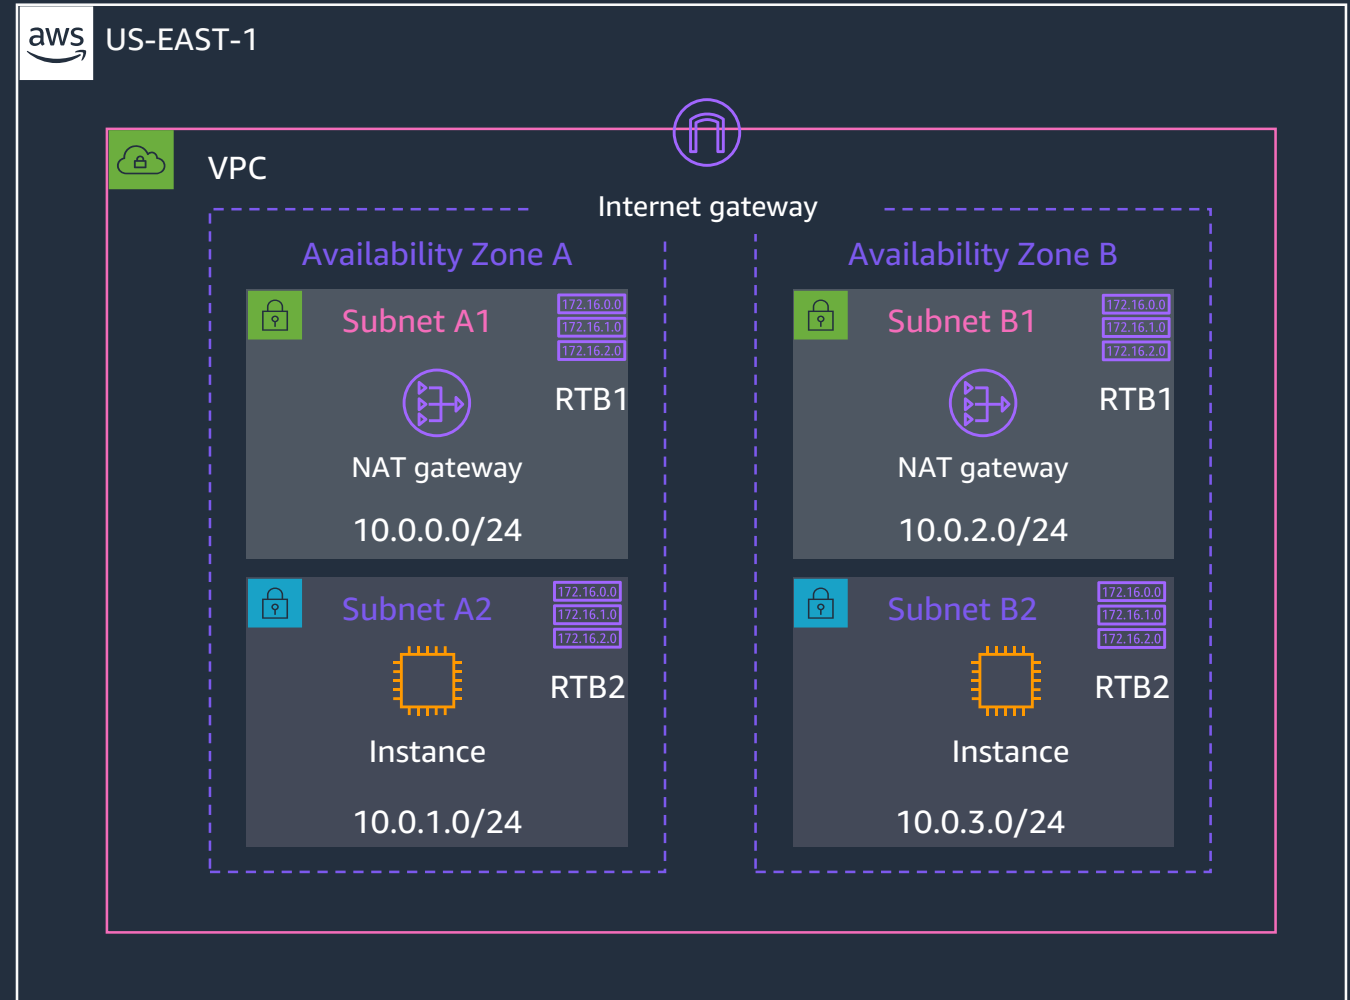 aws
US-EAST-1
VPC
Internet gateway
Availability Zone A
Subnet A1
172.16.0.0
172.16.1.0
172.16.2.0
RTB1
NAT gateway
10.0.0.0/24
Subnet A2
172.16.0.0
172.16.1.0
172.16.2.0
RTB2
Instance
10.0.1.0/24
Availability Zone B
Subnet B1
172.16.0.0
172.16.1.0
172.16.2.0
RTB1
NAT gateway
10.0.2.0/24
Subnet B2
172.16.0.0
172.16.1.0
172.16.2.0
RTB2
Instance
10.0.3.0/24